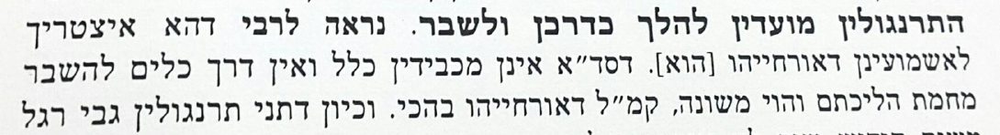 התרנגולין מועדין להלך כדרכן ולשבר. נראה לרבי דהא איצטריך
לאשמועינן דאורחייהו [הוא]. דסד״א אינן מכבידין כלל ואין דרך כלים להשבר
מחמת הליכתם והוי משונה, קמ״ל דאורחייהו בהכי. וכיון דתני תרנגולין גבי רגל